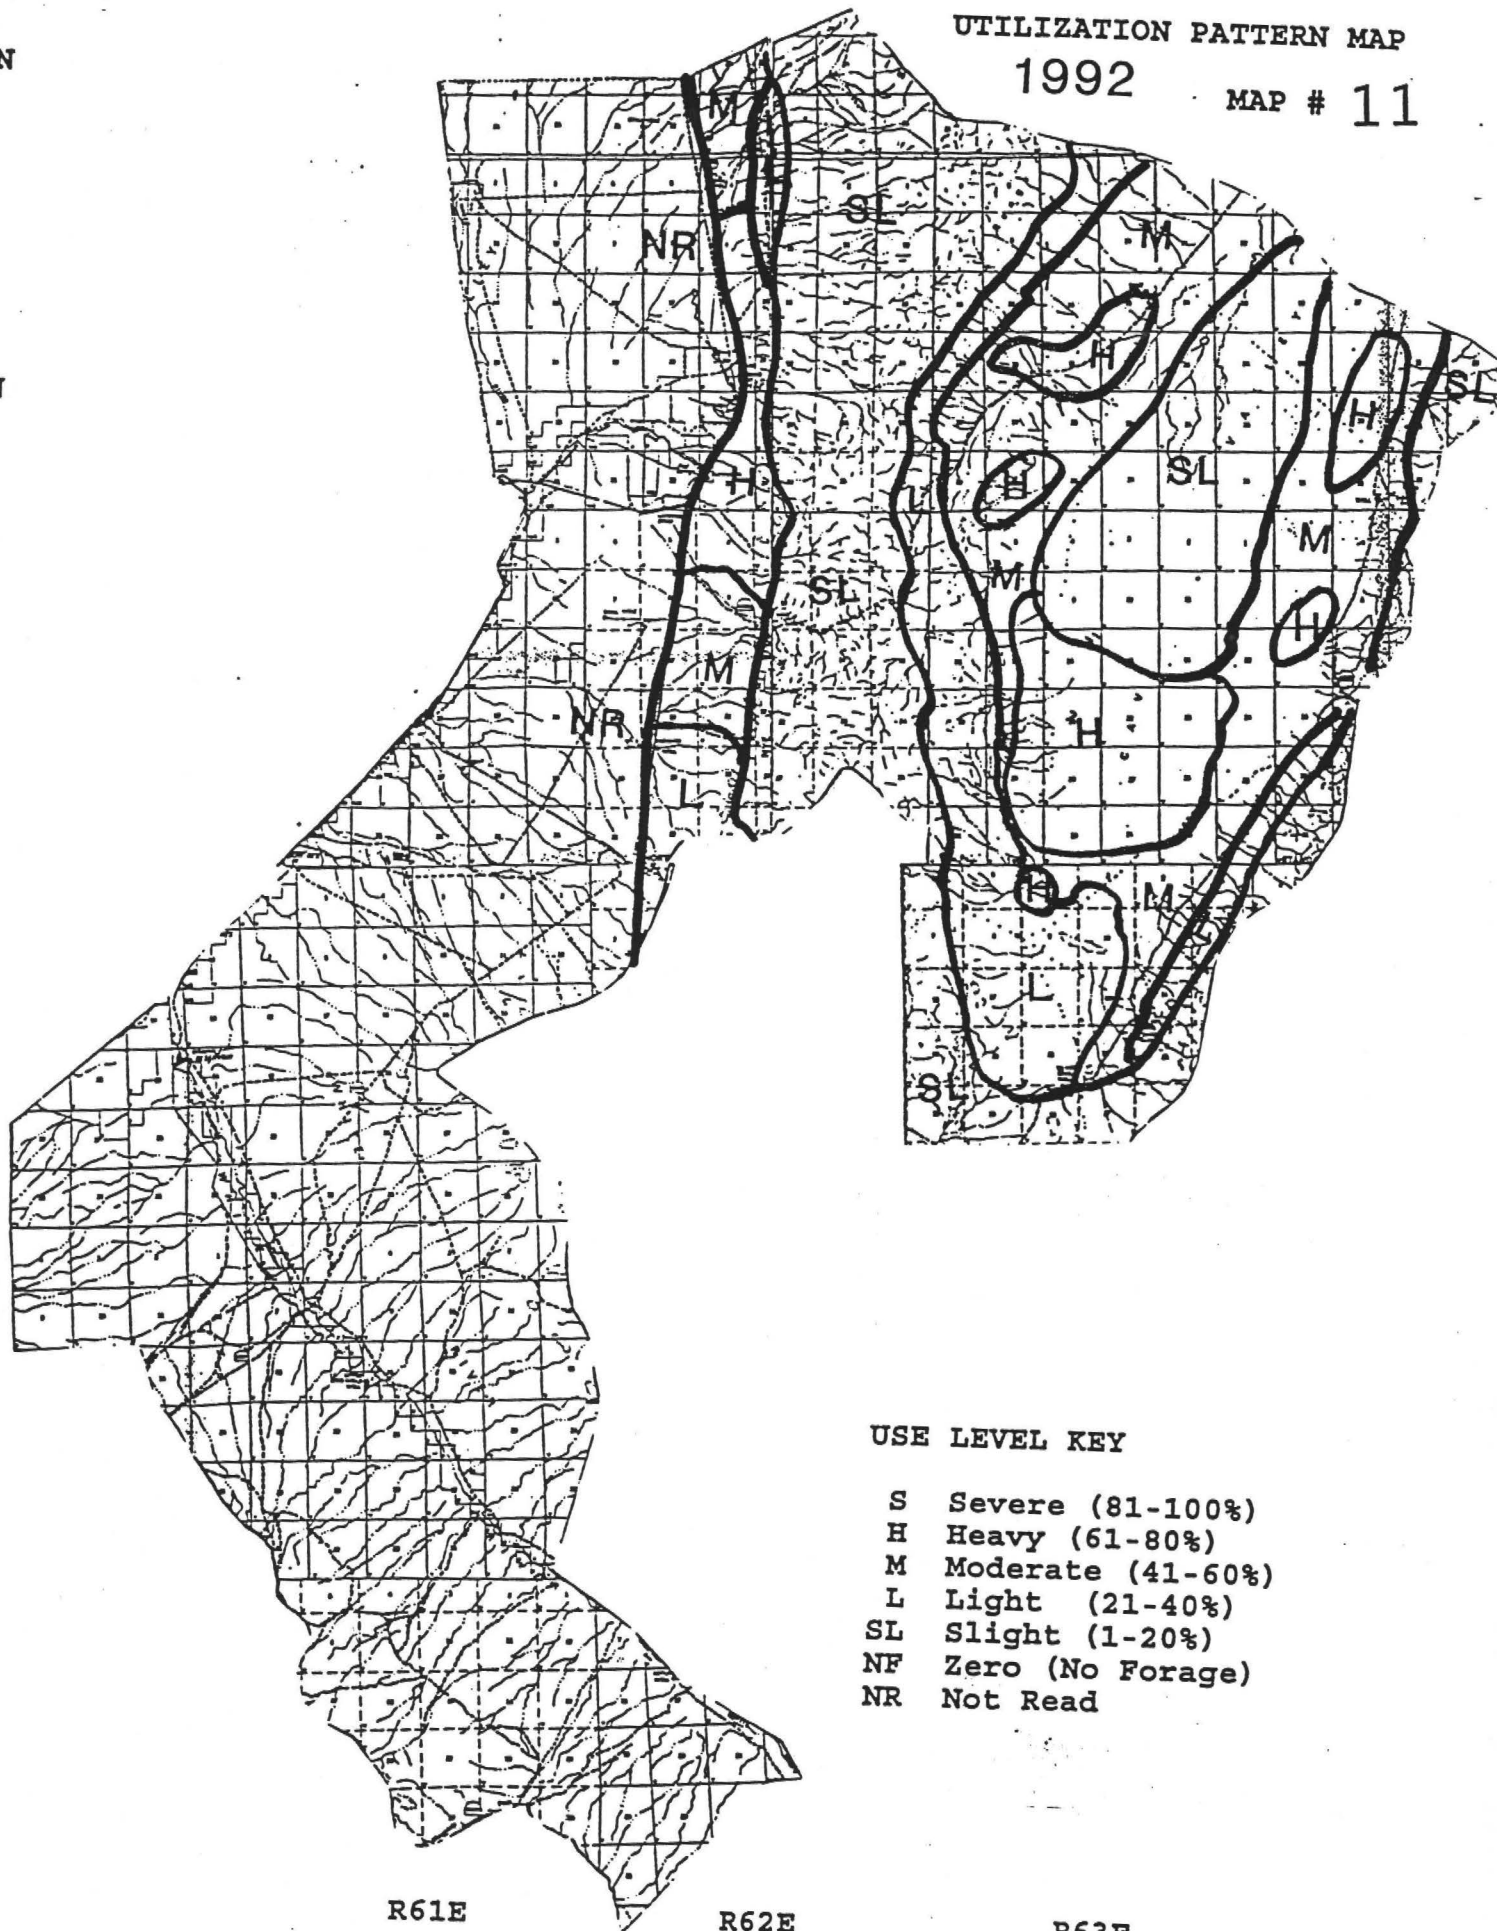 UTILIZATION PATTERN MAP
1992
MAP # 11
N
N
M
L
SL
NR
M
H
SL
H
H
SL
H
L
M
M
SL
H
M
NR
H
L
H
M
L
L
SL
USE LEVEL KEY
S Severe (81-100%)
H Heavy (61-80%)
M Moderate (41-60%)
L Light (21-40%)
SL Slight (1-20%)
NF Zero (No Forage)
NR Not Read
R61E
R62E
R63E